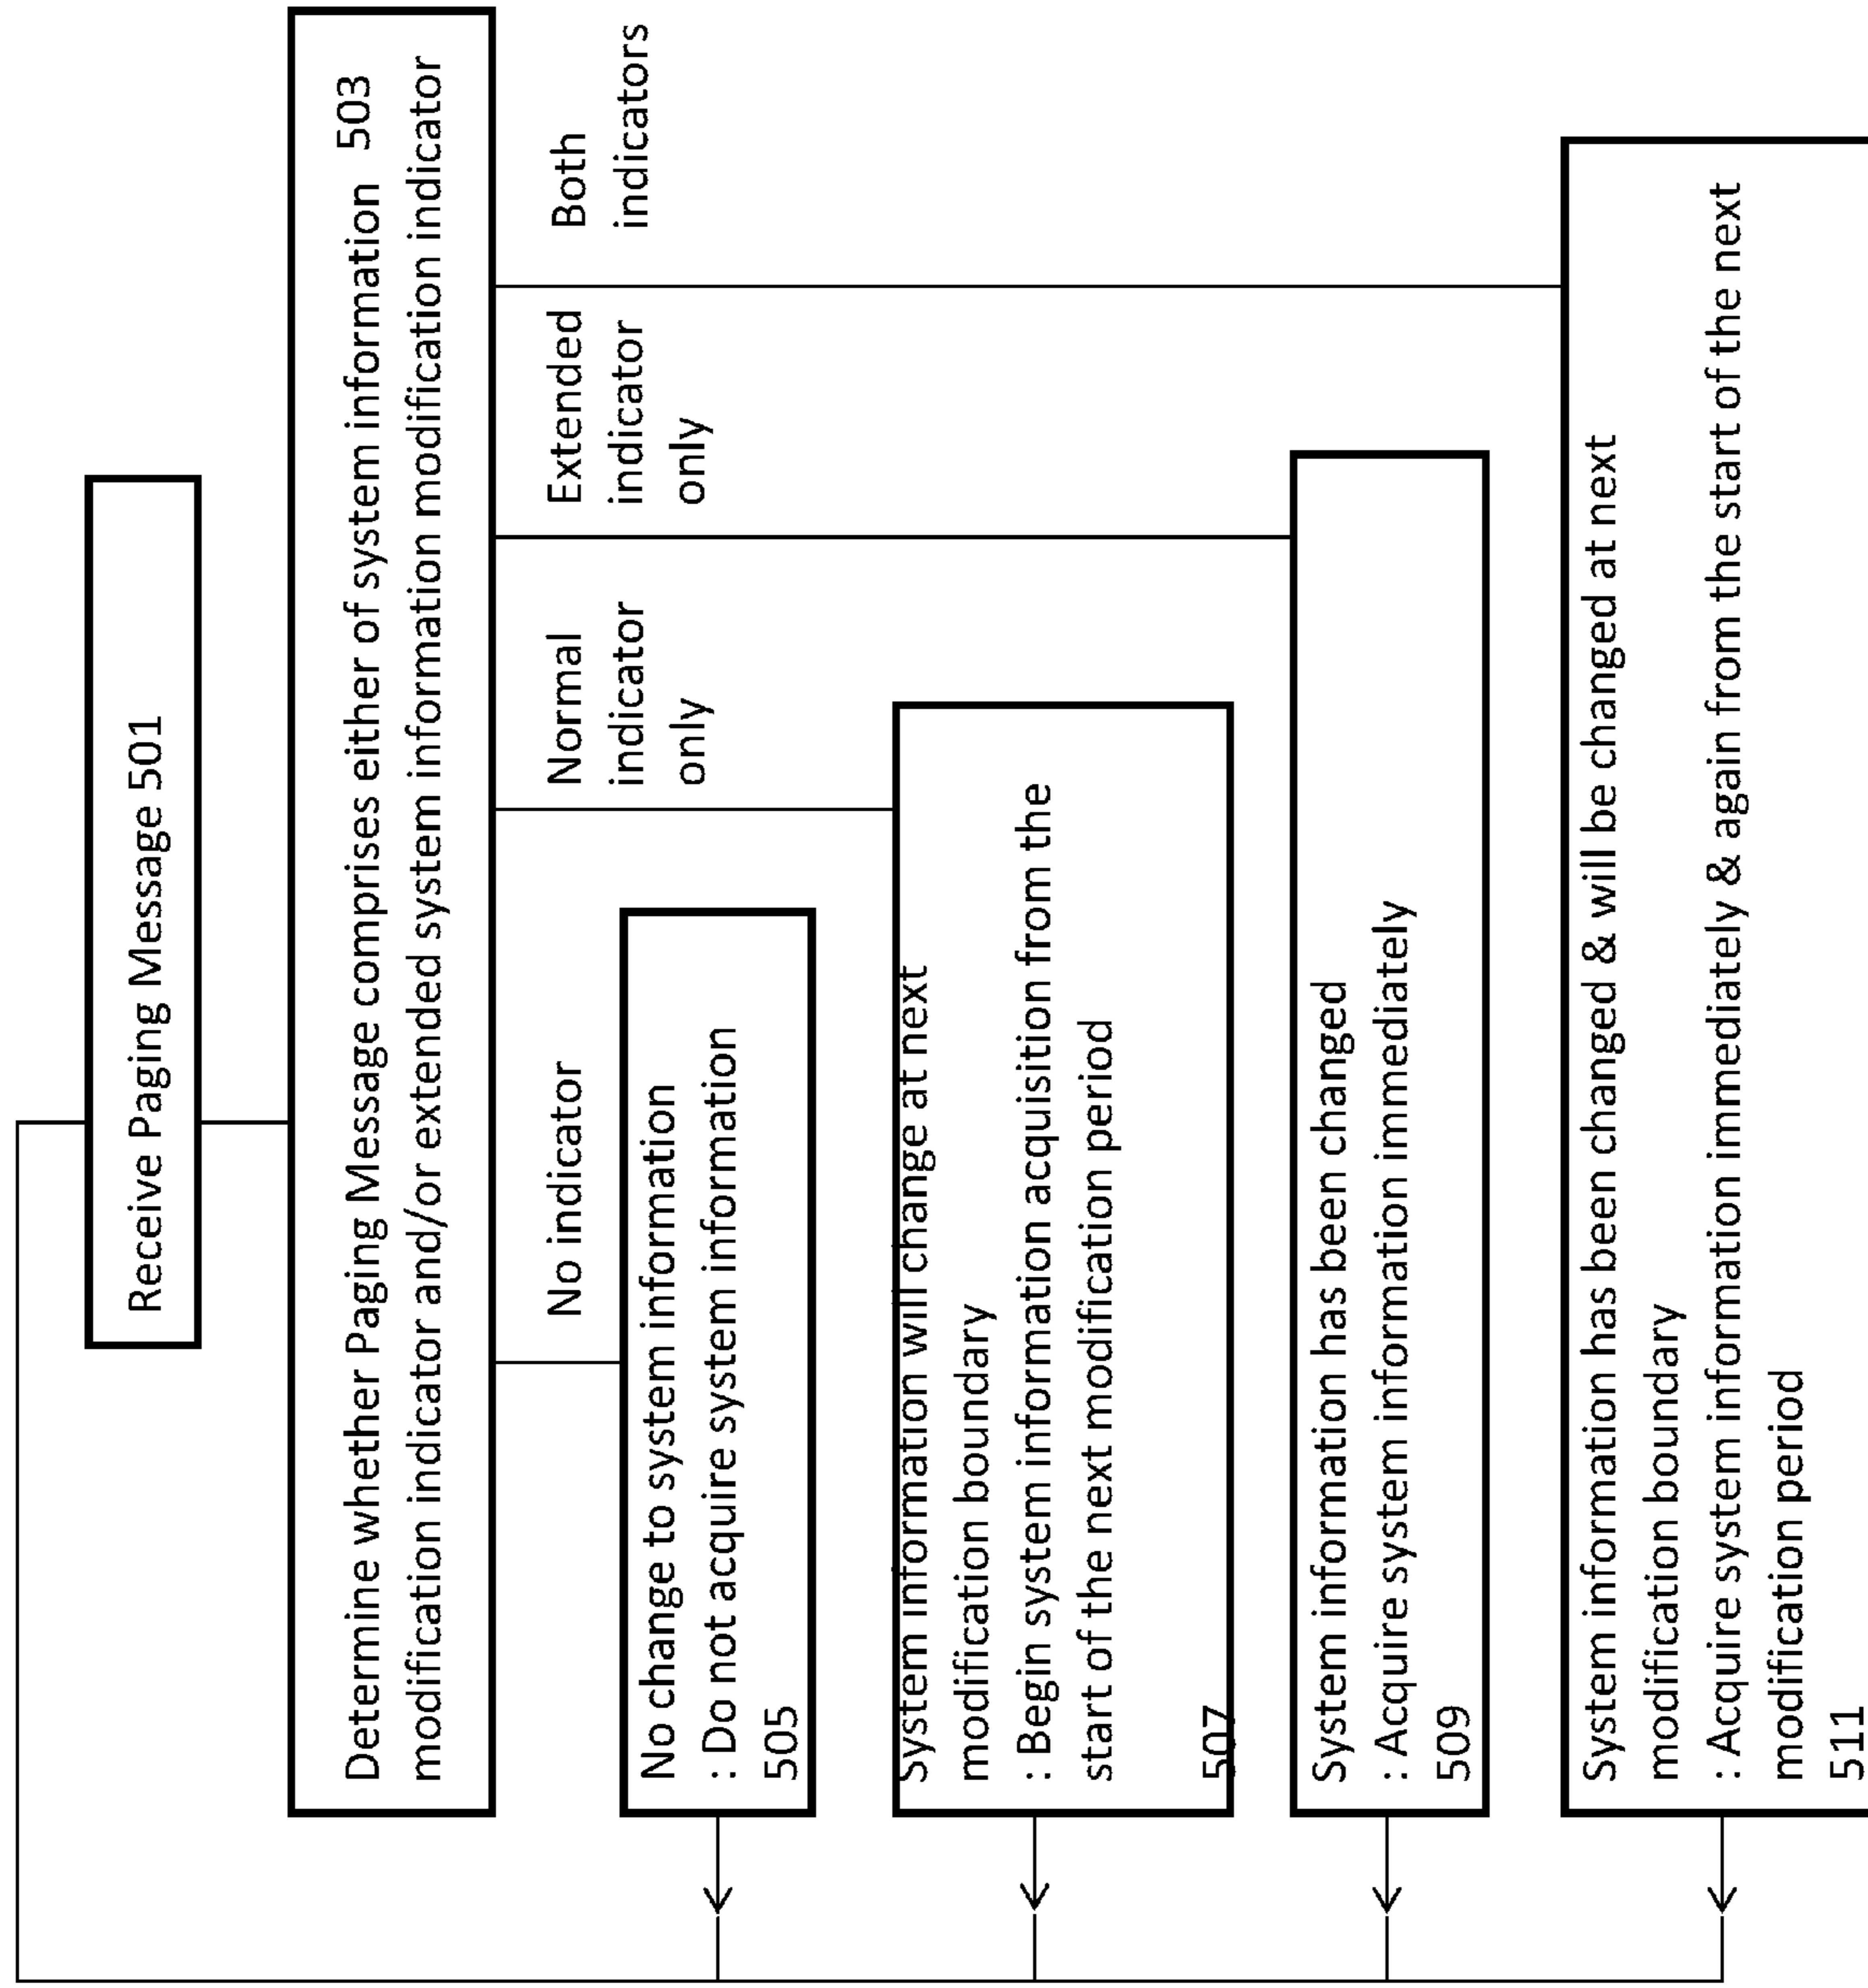 Receive Paging Message 501
Determine whether Paging Message comprises either of system information 503
modification indicator and/or extended system information modification indicator
No indicator
Normal
indicator
only
Extended
indicator
only
Both
indicators
No change to system information
: Do not acquire system information
505
System information will change at next
modification boundary
: Begin system information acquisition from the
start of the next modification period
507
System information has been changed
: Acquire system information immediately
509
System information has been changed & will be changed at next
modification boundary
: Acquire system information immediately & again from the start of the next
modification period
511